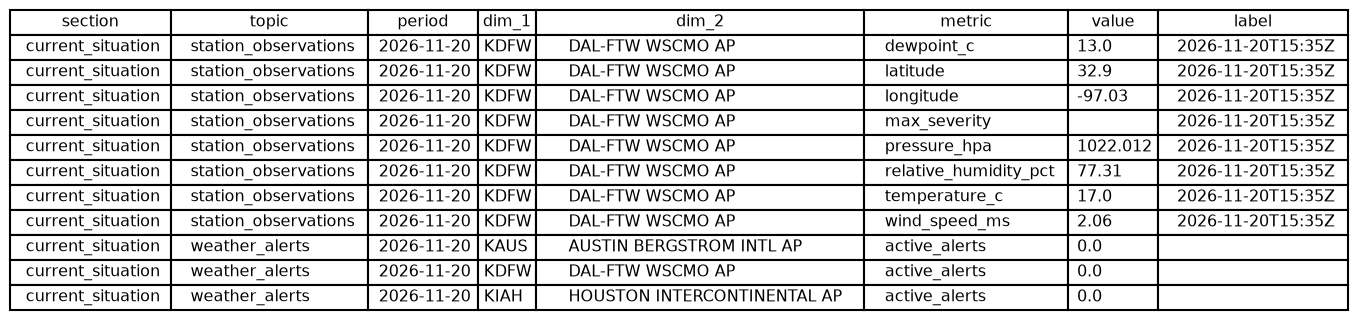 section topic period dim_1 dim_2 metric value label
current_situation station_observations 2026-11-20 KDFW DAL-FTW WSCMO AP dewpoint_c 13.0 2026-11-20T15:35Z
current_situation station_observations 2026-11-20 KDFW DAL-FTW WSCMO AP latitude 32.9 2026-11-20T15:35Z
current_situation station_observations 2026-11-20 KDFW DAL-FTW WSCMO AP longitude -97.03 2026-11-20T15:35Z
current_situation station_observations 2026-11-20 KDFW DAL-FTW WSCMO AP max_severity 2026-11-20T15:35Z
current_situation station_observations 2026-11-20 KDFW DAL-FTW WSCMO AP pressure_hpa 1022.012 2026-11-20T15:35Z
current_situation station_observations 2026-11-20 KDFW DAL-FTW WSCMO AP relative_humidity_pct 77.31 2026-11-20T15:35Z
current_situation station_observations 2026-11-20 KDFW DAL-FTW WSCMO AP temperature_c 17.0 2026-11-20T15:35Z
current_situation station_observations 2026-11-20 KDFW DAL-FTW WSCMO AP wind_speed_ms 2.06 2026-11-20T15:35Z
current_situation weather_alerts 2026-11-20 KAUS AUSTIN BERGSTROM INTL AP active_alerts 0.0
current_situation weather_alerts 2026-11-20 KDFW DAL-FTW WSCMO AP active_alerts 0.0
current_situation weather_alerts 2026-11-20 KIAH HOUSTON INTERCONTINENTAL AP active_alerts 0.0